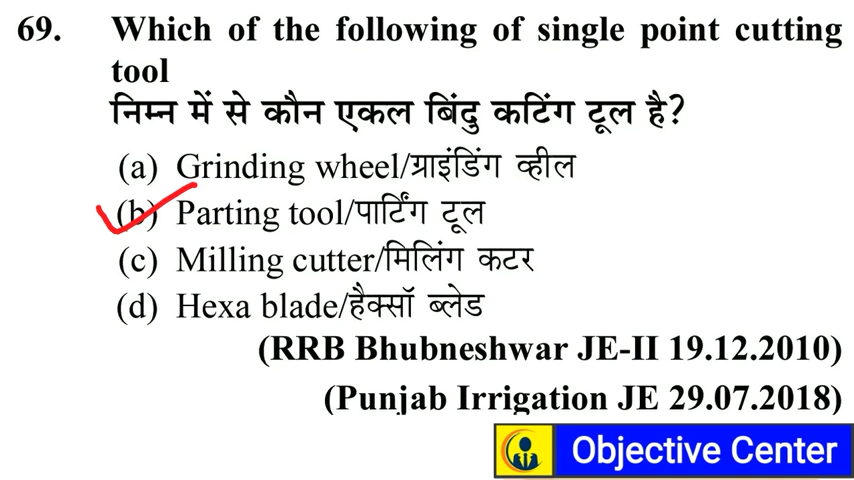 69. Which of the following of single point cutting
tool
निम्न में से कौन एकल बिंदु कटिंग टूल है?
(a) Grinding wheel/ग्राइंडिंग व्हील
(b) Parting tool/पार्टिंग टूल
(c) Milling cutter/मिलिंग कटर
(d) Hexa blade/हैक्सॉ ब्लेड
(RRB Bhubneshwar JE-II 19.12.2010)
(Punjab Irrigation JE 29.07.2018)
Objective Center